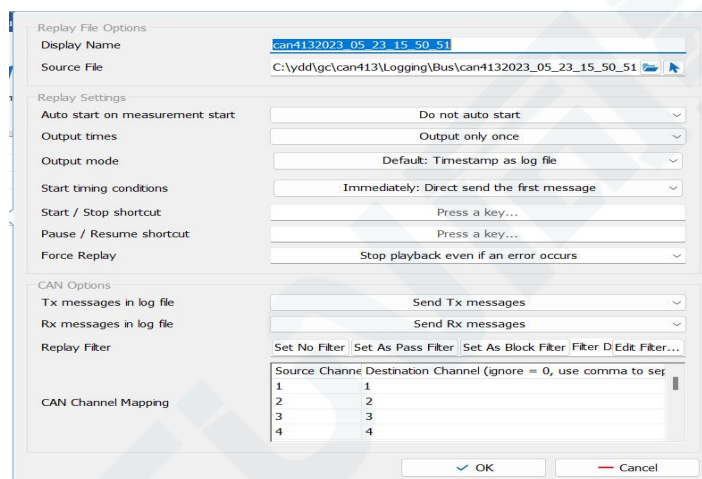 Replay File Options
Display Name can4132023_05_23_15_50_51
Source File C:\ydd\gc\can413\Logging\Bus\can4132023_05_23_15_50_51
Replay Settings
Auto start on measurement start Do not auto start
Output times Output only once
Output mode Default: Timestamp as log file
Start timing conditions Immediately: Direct send the first message
Start / Stop shortcut Press a key...
Pause / Resume shortcut Press a key...
Force Replay Stop playback even if an error occurs
CAN Options
Tx messages in log file Send Tx messages
Rx messages in log file Send Rx messages
Replay Filter Set No Filter Set As Pass Filter Set As Block Filter Filter D Edit Filter...
Source Channe Destination Channel (ignore = 0, use comma to sep
1 1
2 2
CAN Channel Mapping
3 3
4 4
OK Cancel